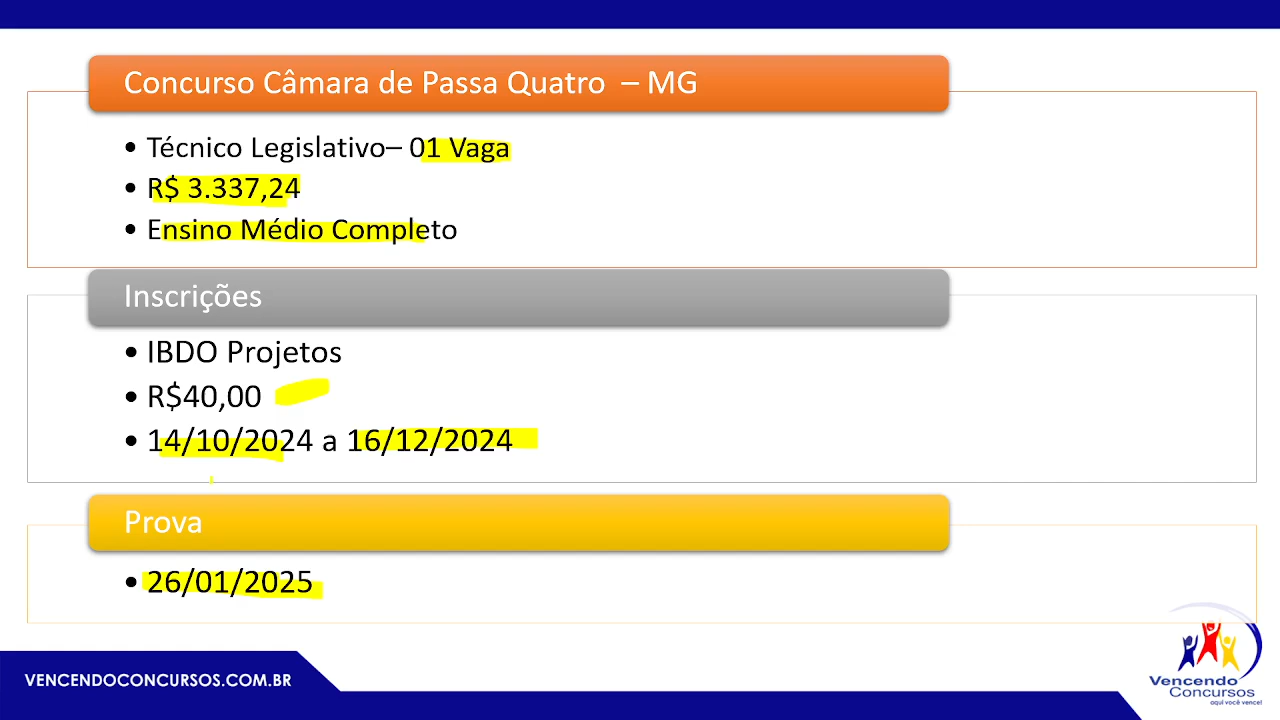 Concurso Câmara de Passa Quatro – MG
• Técnico Legislativo– 01 Vaga
• R$ 3.337,24
• Ensino Médio Completo
Inscrições
• IBDO Projetos
• R$40,00
• 14/10/2024 a 16/12/2024
Prova
• 26/01/2025
VENCENDOCONCURSOS.COM.BR
Vencendo
Concursos
aqui você vence!